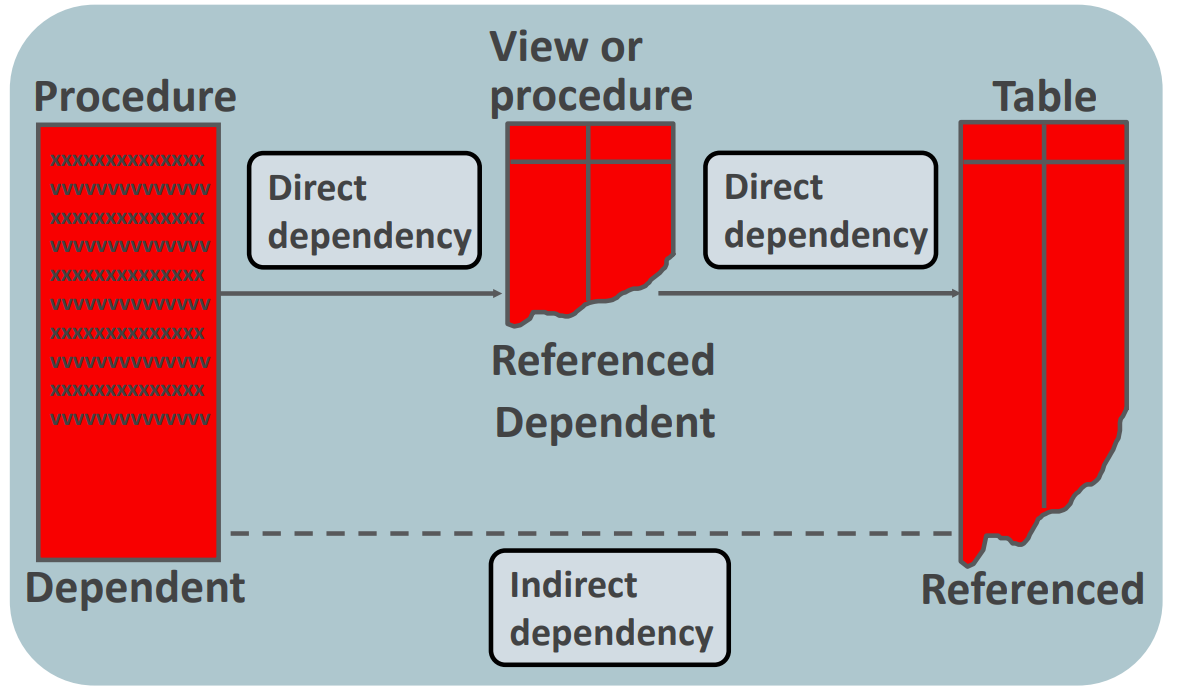 View or
procedure
Procedure
Table
xxxxxxxxxxxxxx
vvvvvvvvvvvvvv
xxxxxxxxxxxxxx
vvvvvvvvvvvvvv
xxxxxxxxxxxxxx
vvvvvvvvvvvvvv
xxxxxxxxxxxxxx
vvvvvvvvvvvvvv
xxxxxxxxxxxxxx
vvvvvvvvvvvvvv
Direct
dependency
Direct
dependency
Referenced
Dependent
Dependent
Indirect
dependency
Referenced